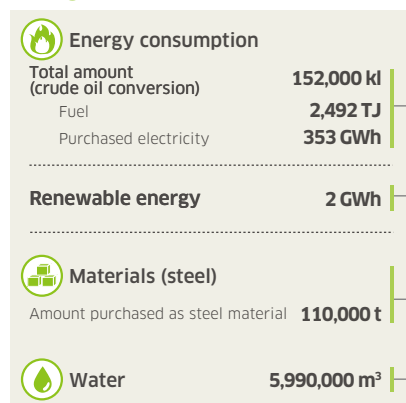 Energy consumption
Total amount
(crude oil conversion) 152,000 kl
Fuel 2,492 TJ
Purchased electricity 353 GWh
Renewable energy 2 GWh
Materials (steel)
Amount purchased as steel material 110,000 t
Water 5,990,000 m³